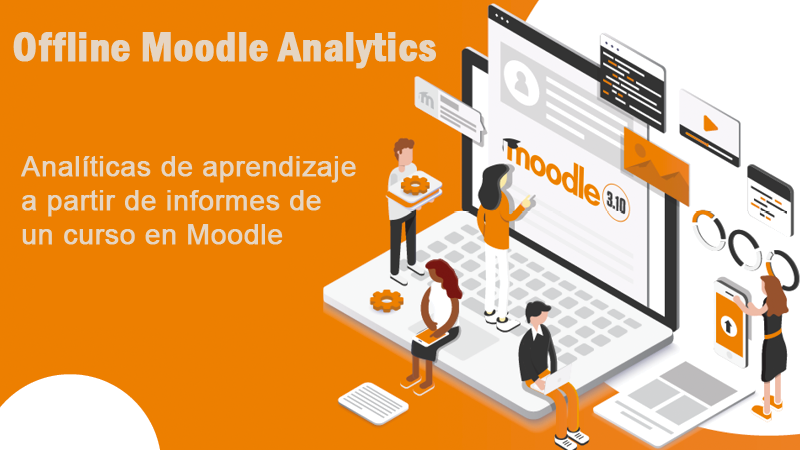 Offline Moodle Analytics
Analíticas de aprendizaje
a partir de informes de
un curso en Moodle
m
moodle 3.10